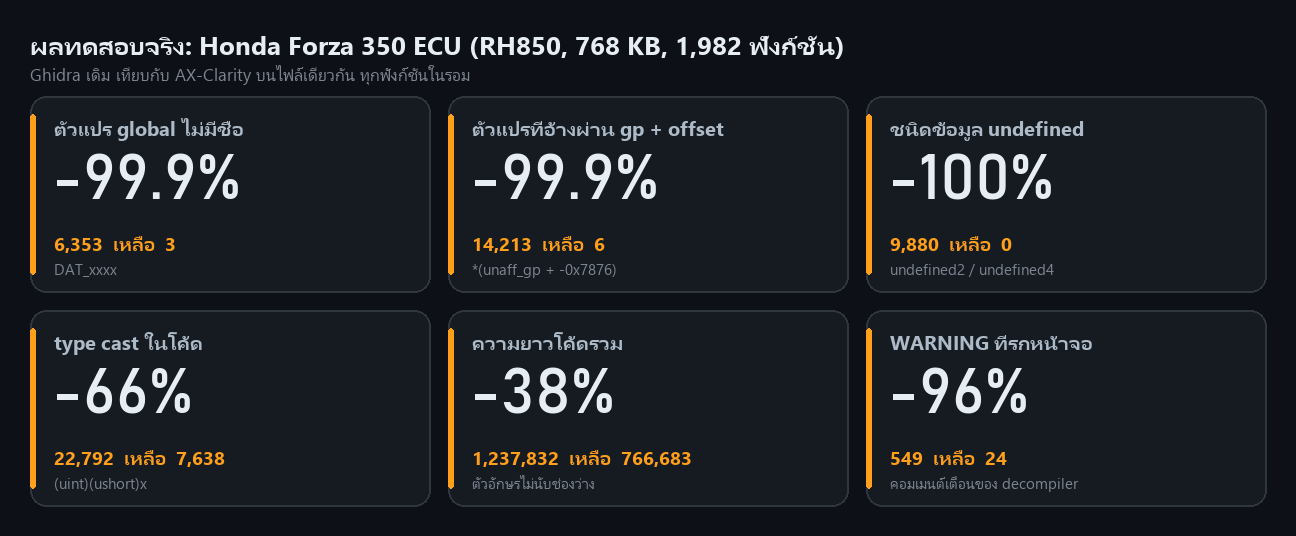 ผลทดสอบจริง: Honda Forza 350 ECU (RH850, 768 KB, 1,982 ฟังก์ชัน)
Ghidra เดิม เทียบกับ AX-Clarity บนไฟล์เดียวกัน ทุกฟังก์ชันในรอม
ตัวแปร global ไม่มีชื่อ
-99.9%
6,353 เหลือ 3
DAT_xxxx
ตัวแปรที่อ้างผ่าน gp + offset
-99.9%
14,213 เหลือ 6
*(unaff_gp + -0x7876)
ชนิดข้อมูล undefined
-100%
9,880 เหลือ 0
undefined2 / undefined4
type cast ในโค้ด
-66%
22,792 เหลือ 7,638
(uint)(ushort)x
ความยาวโค้ดรวม
-38%
1,237,832 เหลือ 766,683
ตัวอักษรไม่นับช่องว่าง
WARNING ที่รกหน้าจอ
-96%
549 เหลือ 24
คอมเมนต์เตือนของ decompiler